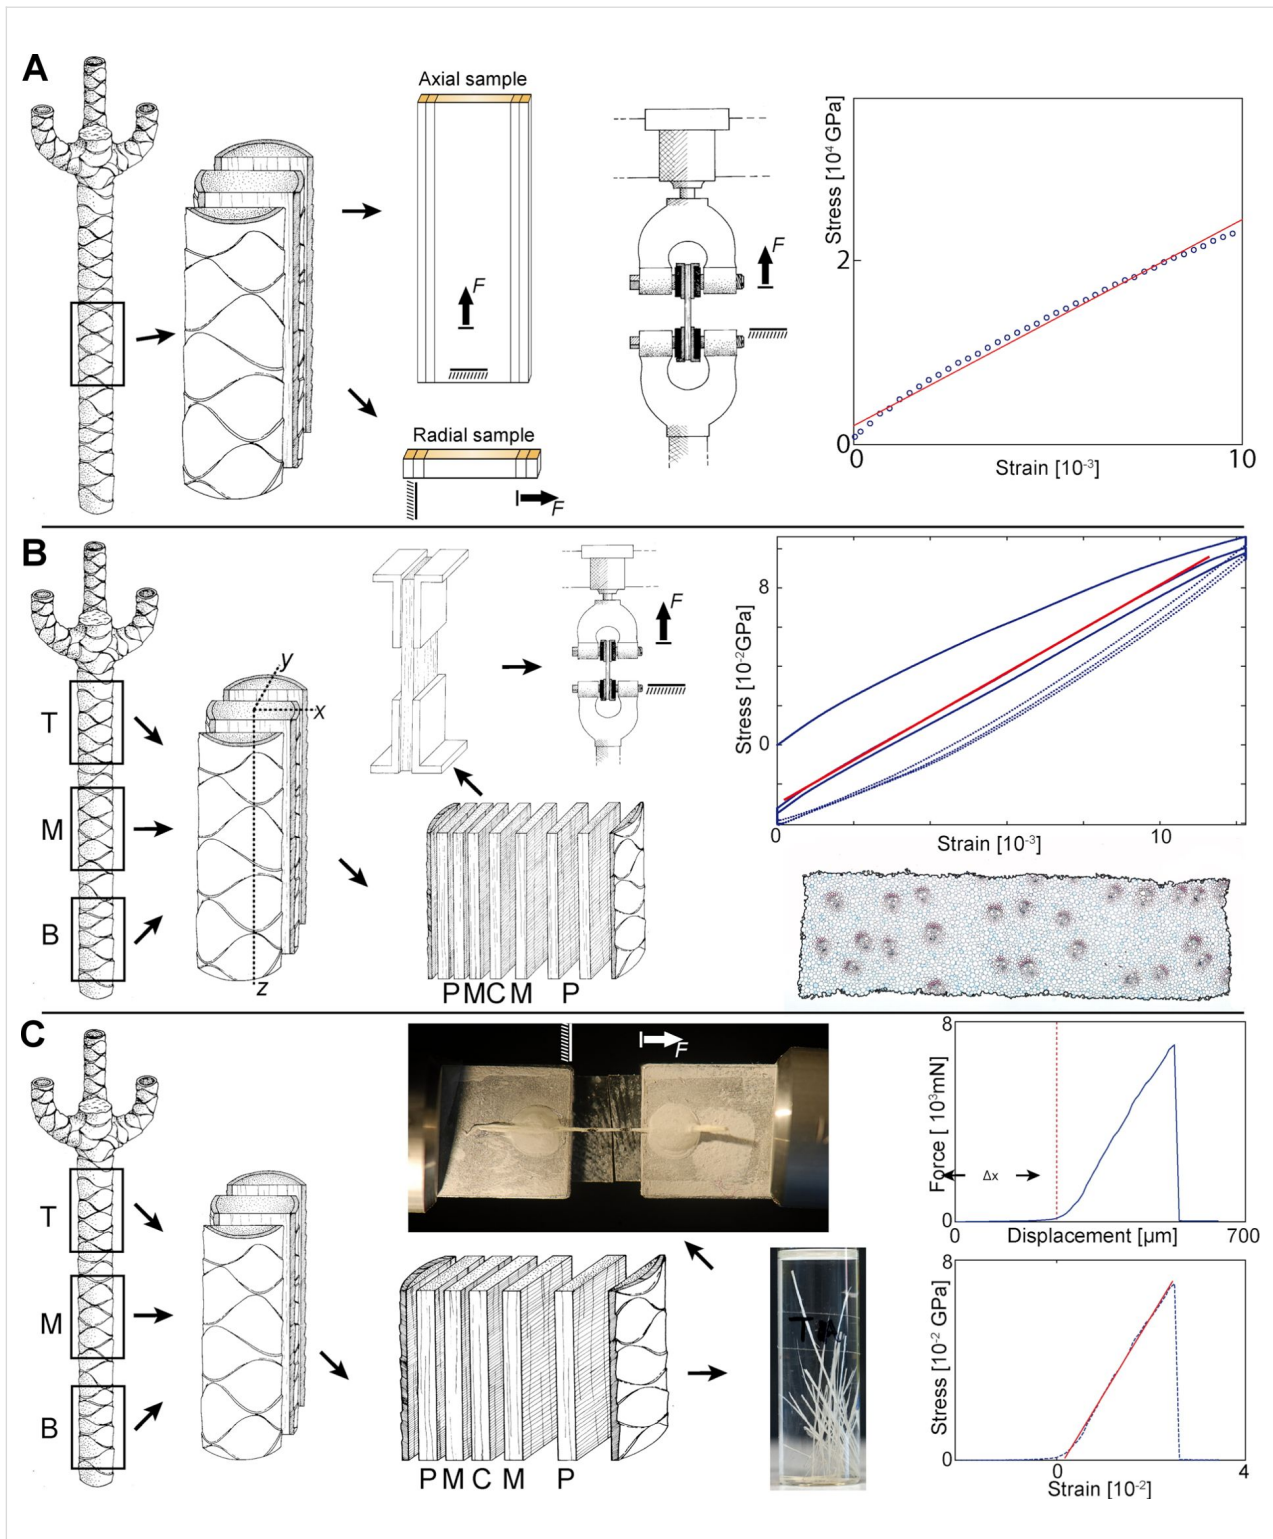 A
Axial sample
F
F
Radial sample
F
Stress [10⁴ GPa]
2
0
0
10
Strain [10⁻³]
B
T
M
B
y
x
z
F
PMCM P
Stress [10⁻²GPa]
8
0
0
10
Strain [10⁻³]
C
T
M
B
F
P M C M P
T
Force [10³mN]
8
0
Δx
0
Displacement [µm]
700
Stress [10⁻² GPa]
8
0
0
4
Strain [10⁻²]